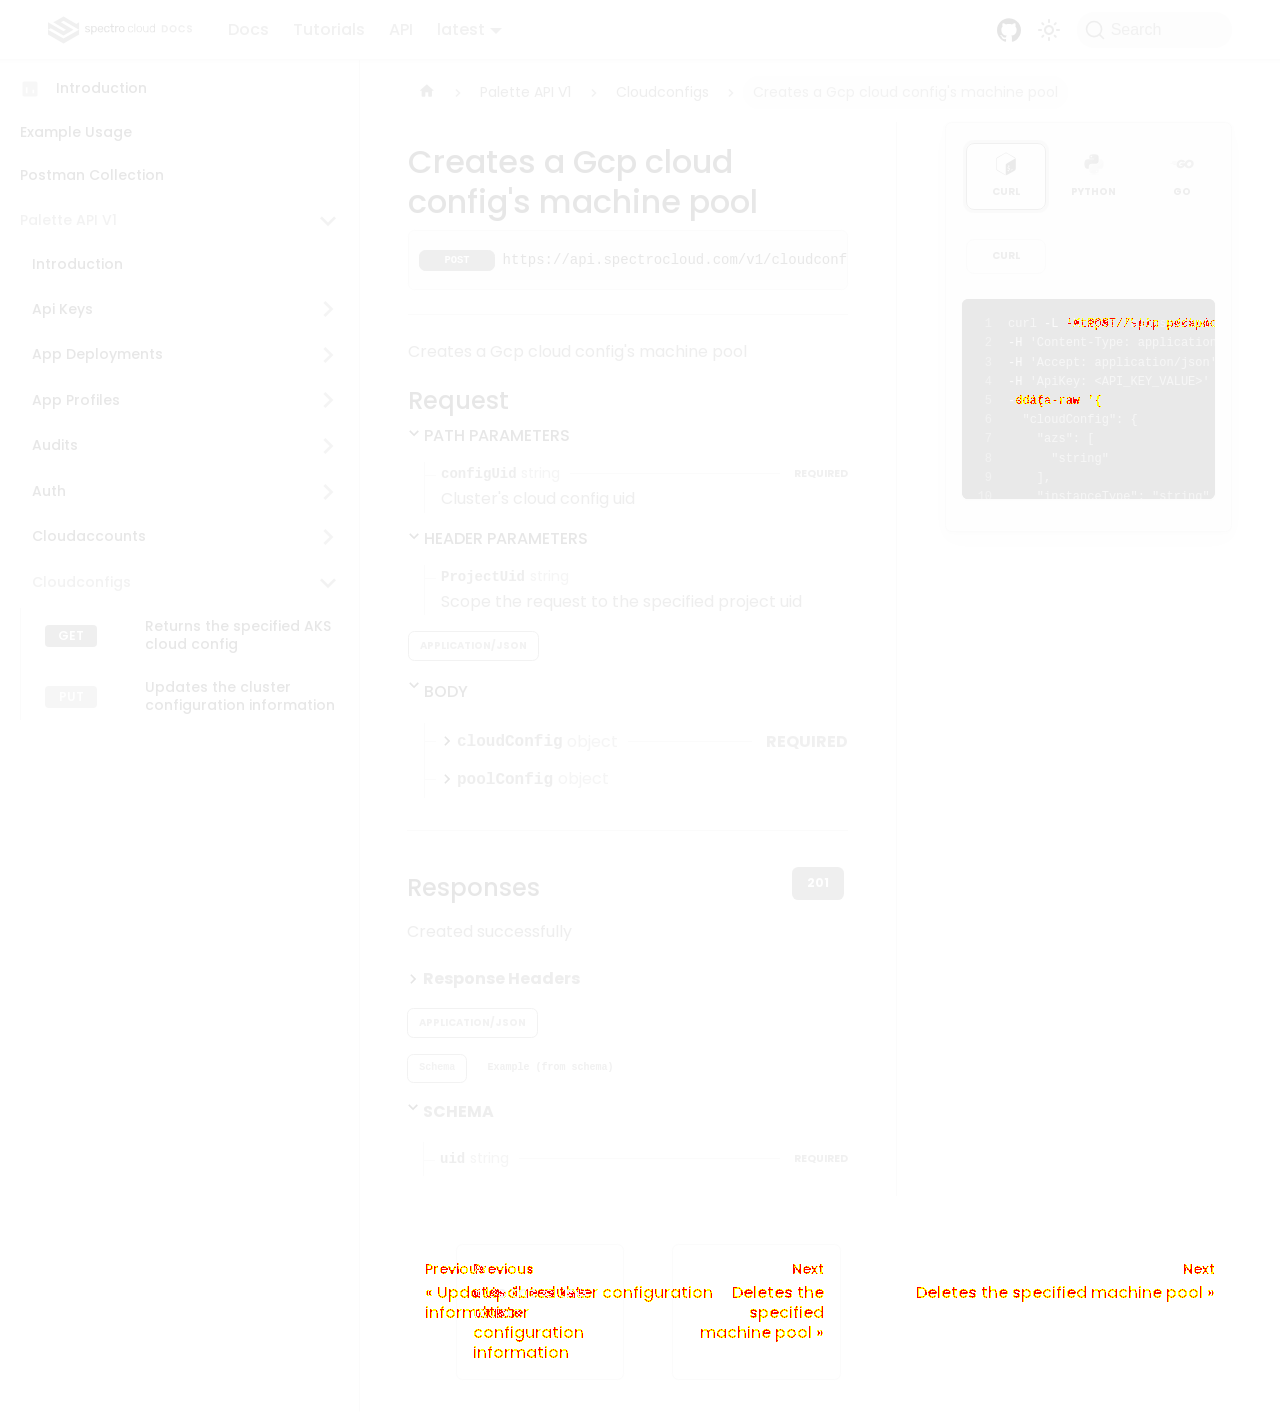 spectro cloud DOCS
Docs
Tutorials
API
latest
Search
Introduction
Example Usage
Postman Collection
Palette API V1
Introduction
Api Keys
App Deployments
App Profiles
Audits
Auth
Cloudaccounts
Cloudconfigs
GET
Returns the specified AKS
cloud config
PUT
Updates the cluster
configuration information
Palette API V1
Cloudconfigs
Creates a Gcp cloud config's machine pool
Creates a Gcp cloud
config's machine pool
POST https://api.spectrocloud.com/v1/cloudconf
Creates a Gcp cloud config's machine pool
Request
PATH PARAMETERS
configUid string REQUIRED
Cluster's cloud config uid
HEADER PARAMETERS
ProjectUid string
Scope the request to the specified project uid
APPLICATION/JSON
BODY
cloudConfig object REQUIRED
poolConfig object
Responses
201
Created successfully
Response Headers
APPLICATION/JSON
Schema
Example (from schema)
SCHEMA
uid string REQUIRED
CURL
PYTHON
GO
CURL
1 curl -L
2 -H 'Content-Type: application
3 -H 'Accept: application/json'
4 -H 'ApiKey: <API_KEY_VALUE>'
5 '{
6 "cloudConfig": {
7 "azs": [
8 "string"
9 ],
10 "instanceType": "string"
Previous
« Updates
configuration
information
configuration
information
Next
Deletes the
specified
machine pool »
Next
Deletes the specified machine pool »